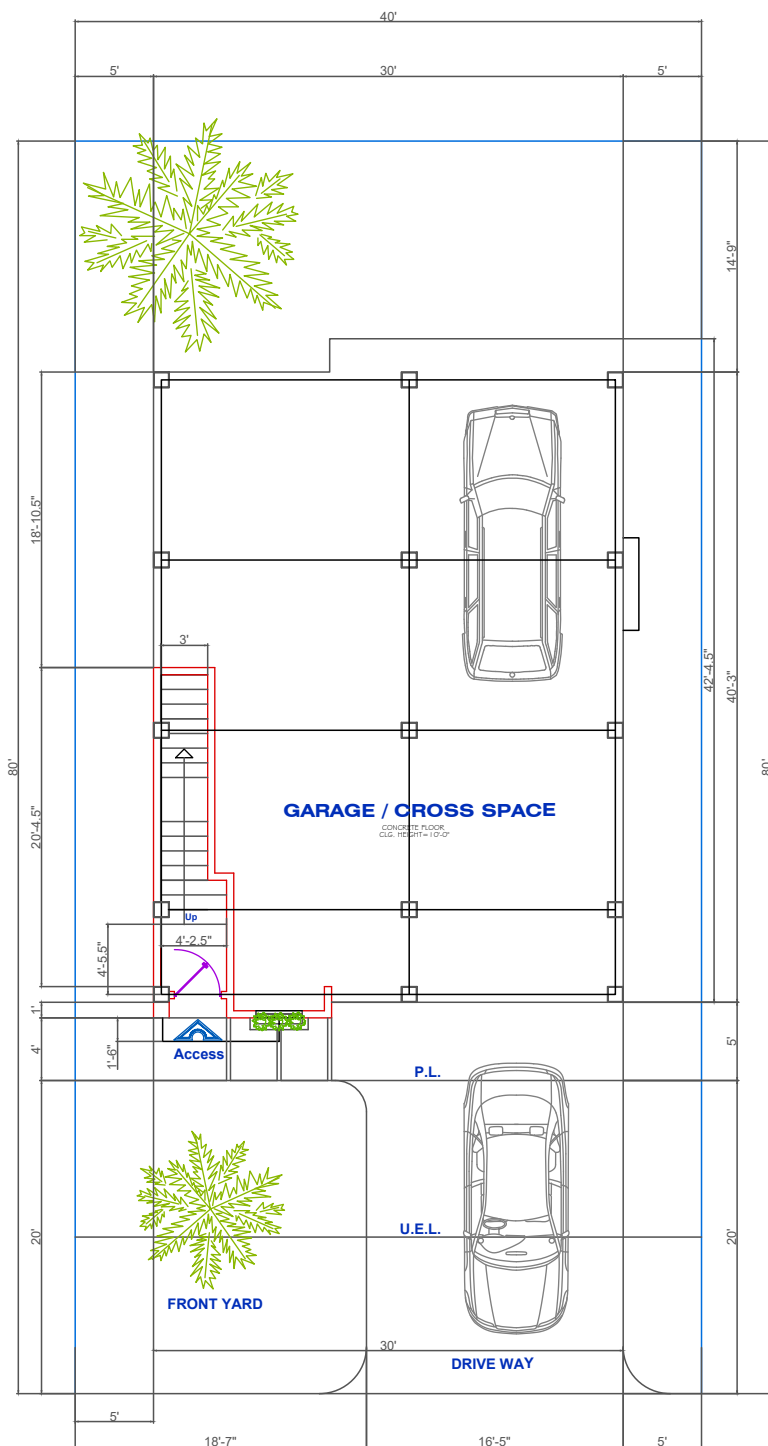 40'
5'
30'
5'
14'-9"
18'-10.5"
3'
42'-4.5"
40'-3"
80'
80'
GARAGE / CROSS SPACE
CONCRETE FLOOR
CLG. HEIGHT=10'-0"
20'-4.5"
Up
4'-2.5"
4'-5.5"
1'
4'
1'-6"
Access
5'
P.L.
U.E.L.
20'
20'
FRONT YARD
30'
DRIVE WAY
5'
18'-7"
16'-5"
5'